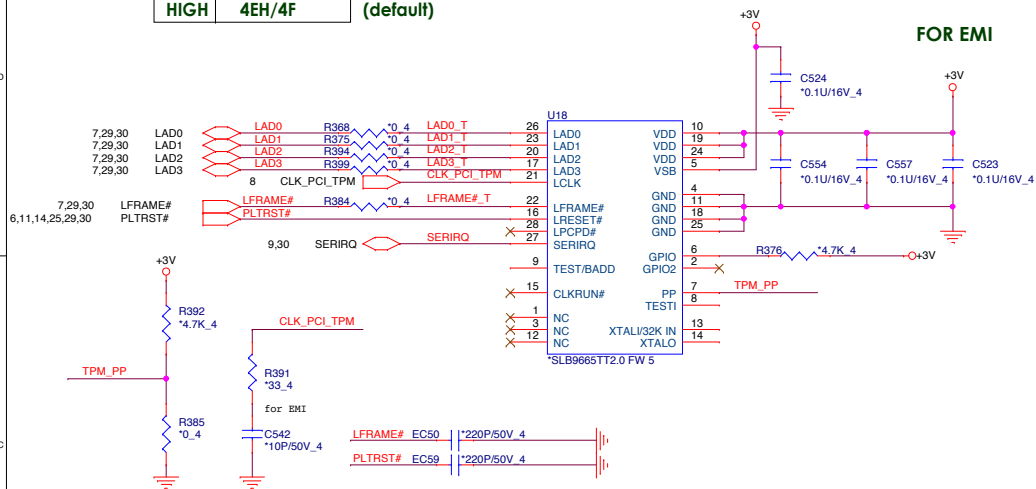 HIGH 4EH/4F (default)
+3V
FOR EMI
C524
*0.1U/16V_4
+3V
U18
7,29,30 LAD0 LAD0 R368 *0_4 LAD0_T 26 LAD0 VDD 10
7,29,30 LAD1 LAD1 R375 *0_4 LAD1_T 23 LAD1 VDD 19
7,29,30 LAD2 LAD2 R394 *0_4 LAD2_T 20 LAD2 VDD 24
7,29,30 LAD3 LAD3 R399 *0_4 LAD3_T 17 LAD3 VSB 5
8 CLK_PCI_TPM CLK_PCI_TPM 21 LCLK
C554 C557 C523
*0.1U/16V_4 *0.1U/16V_4 *0.1U/16V_4
GND 4
7,29,30 LFRAME# LFRAME# R384 *0_4 LFRAME#_T 22 LFRAME# GND 11
6,11,14,25,29,30 PLTRST# PLTRST# 16 LRESET# GND 18
28 LPCPD# GND 25
9,30 SERIRQ SERIRQ 27 SERIRQ
GPIO 6 R376 *4.7K_4 +3V
9 TEST/BADD GPIO2 2
15 CLKRUN# PP 7 TPM_PP
TESTI 8
1 NC
3 NC XTALI/32K IN 13
12 NC XTALO 14
*SLB9665TT2.0 FW 5
+3V
R392
*4.7K_4
CLK_PCI_TPM
TPM_PP
R391
*33_4
for EMI
R385
*0_4
C542
*10P/50V_4
LFRAME# EC50 *220P/50V_4
PLTRST# EC59 *220P/50V_4
D
C